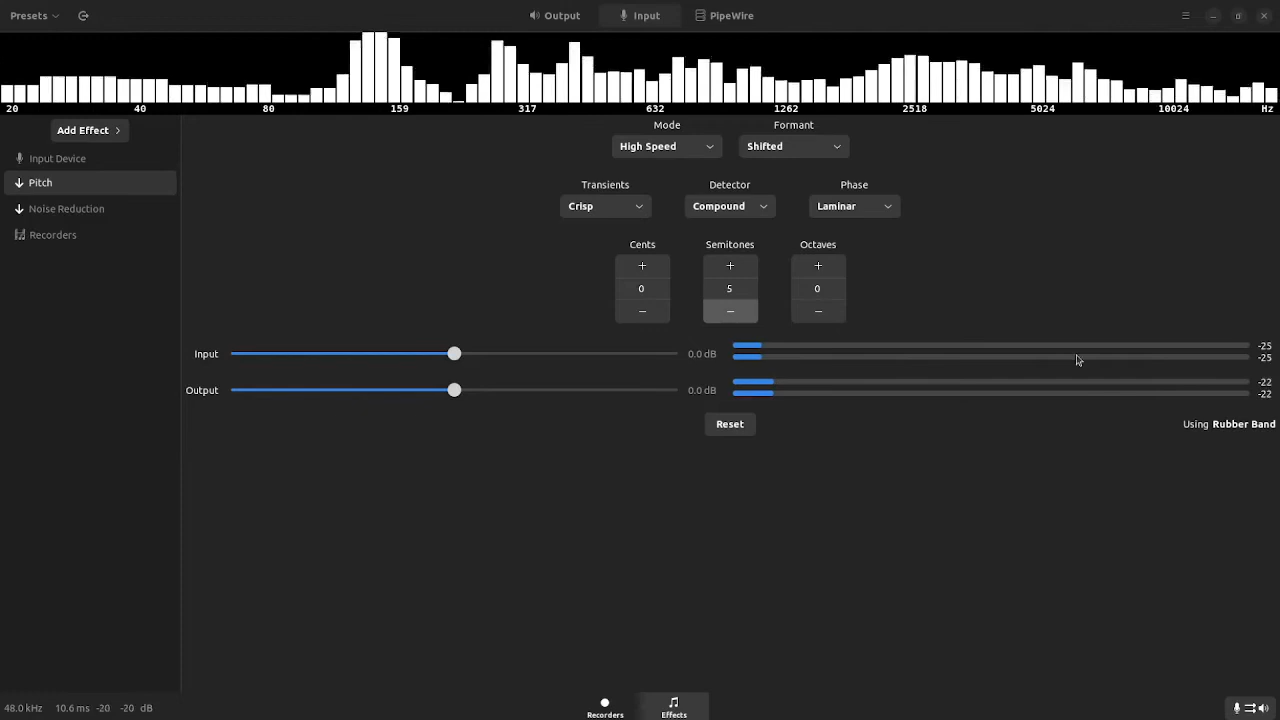 Presets
Output
Input
PipeWire
20 40 80 159 317 632 1262 2518 5024 10024 Hz
Add Effect
Input Device
Pitch
Noise Reduction
Recorders
Mode Formant
High Speed Shifted
Transients Detector Phase
Crisp Compound Laminar
Cents Semitones Octaves
+ + +
0 5 0
− − −
Input 0.0 dB -25
-25
Output 0.0 dB -22
-22
Reset
Using Rubber Band
48.0 kHz 10.6 ms -20 -20 dB
Recorders
Effects